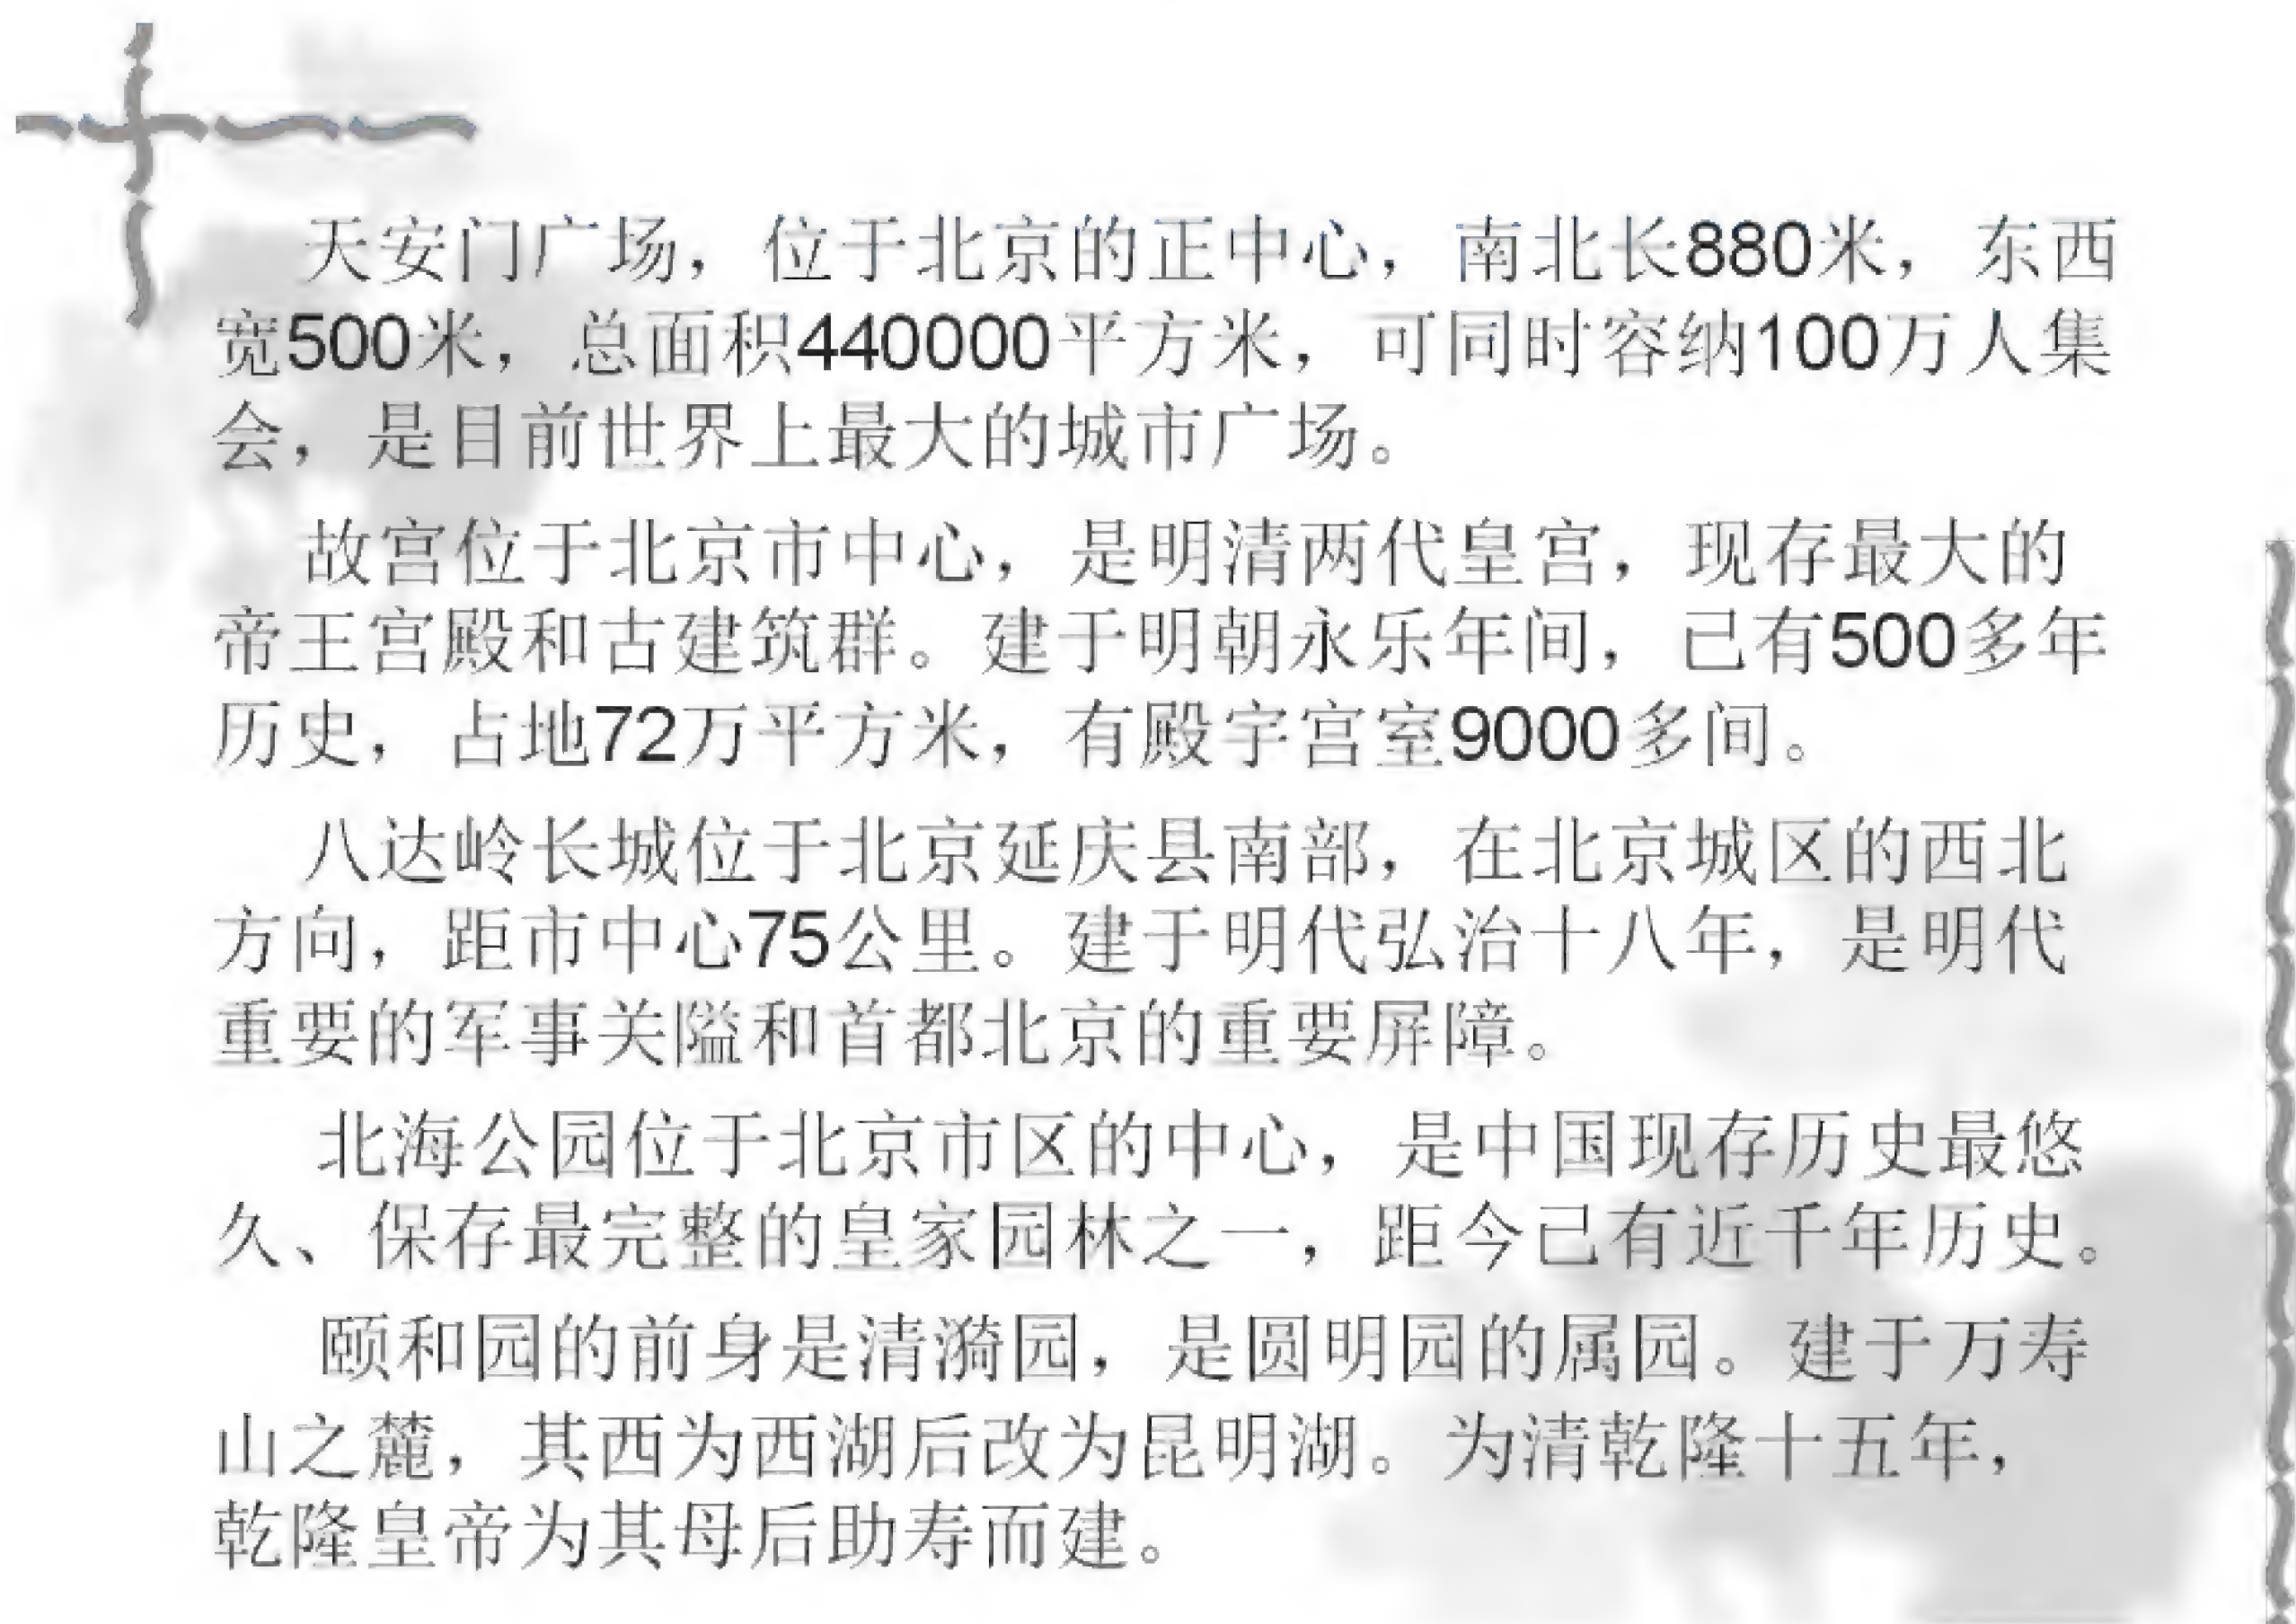 天安门广场，位于北京的正中心，南北长880米，东西
宽500米，总面积440000平方米，可同时容纳100万人集
会，是目前世界上最大的城市广场。
故宫位于北京市中心，是明清两代皇宫，现存最大的
帝王宫殿和古建筑群。建于明朝永乐年间，已有500多年
历史，占地72万平方米，有殿宇宫室9000多间。
八达岭长城位于北京延庆县南部，在北京城区的西北
方向，距市中心75公里。建于明代弘治十八年，是明代
重要的军事关隘和首都北京的重要屏障。
北海公园位于北京市区的中心，是中国现存历史最悠
久、保存最完整的皇家园林之一，距今已有近千年历史。
颐和园的前身是清漪园，是圆明园的属园。建于万寿
山之麓，其西为西湖后改为昆明湖。为清乾隆十五年，
乾隆皇帝为其母后助寿而建。